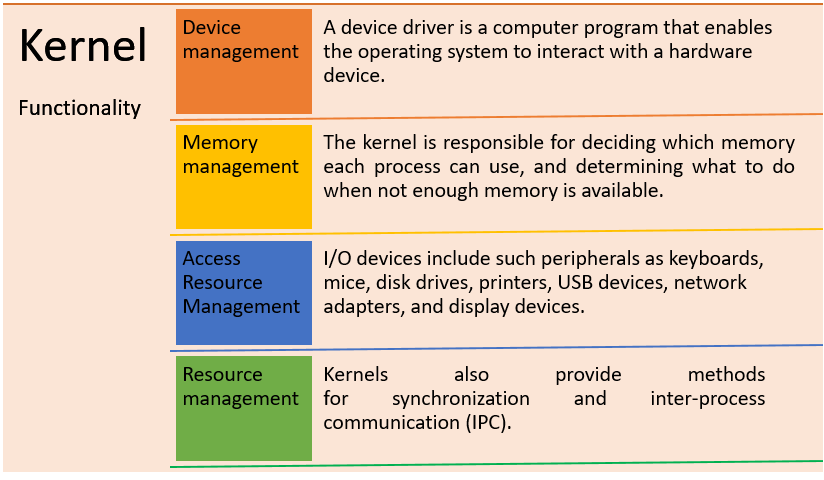 Kernel
Functionality
Device
management
A device driver is a computer program that enables
the operating system to interact with a hardware
device.
Memory
management
The kernel is responsible for deciding which memory
each process can use, and determining what to do
when not enough memory is available.
Access
Resource
Management
I/O devices include such peripherals as keyboards,
mice, disk drives, printers, USB devices, network
adapters, and display devices.
Resource
management
Kernels also provide methods
for synchronization and inter-process
communication (IPC).